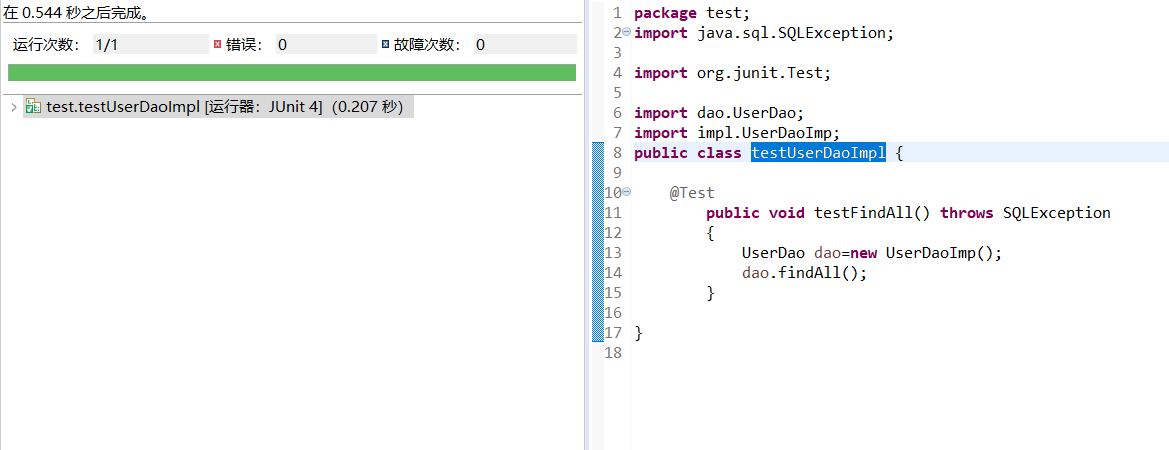 在 0.544 秒之后完成。
运行次数： 1/1 错误： 0 故障次数： 0
test.testUserDaoImpl [运行器：JUnit 4]（0.207 秒）
1 package test;
2 import java.sql.SQLException;
3
4 import org.junit.Test;
5
6 import dao.UserDao;
7 import impl.UserDaoImp;
8 public class testUserDaoImpl {
9
10 @Test
11 public void testFindAll() throws SQLException
12 {
13 UserDao dao=new UserDaoImp();
14 dao.findAll();
15 }
16
17 }
18